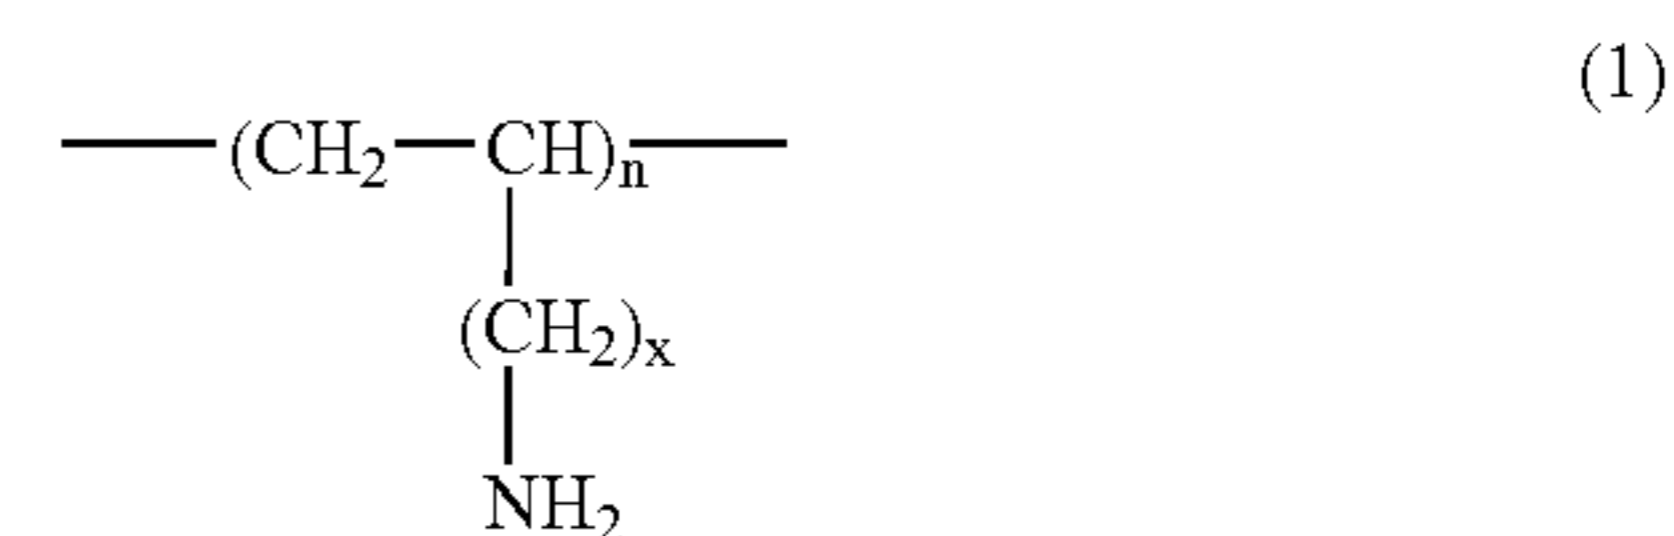 (1)
—(CH₂—CH)ₙ—
(CH₂)ₓ
NH₂